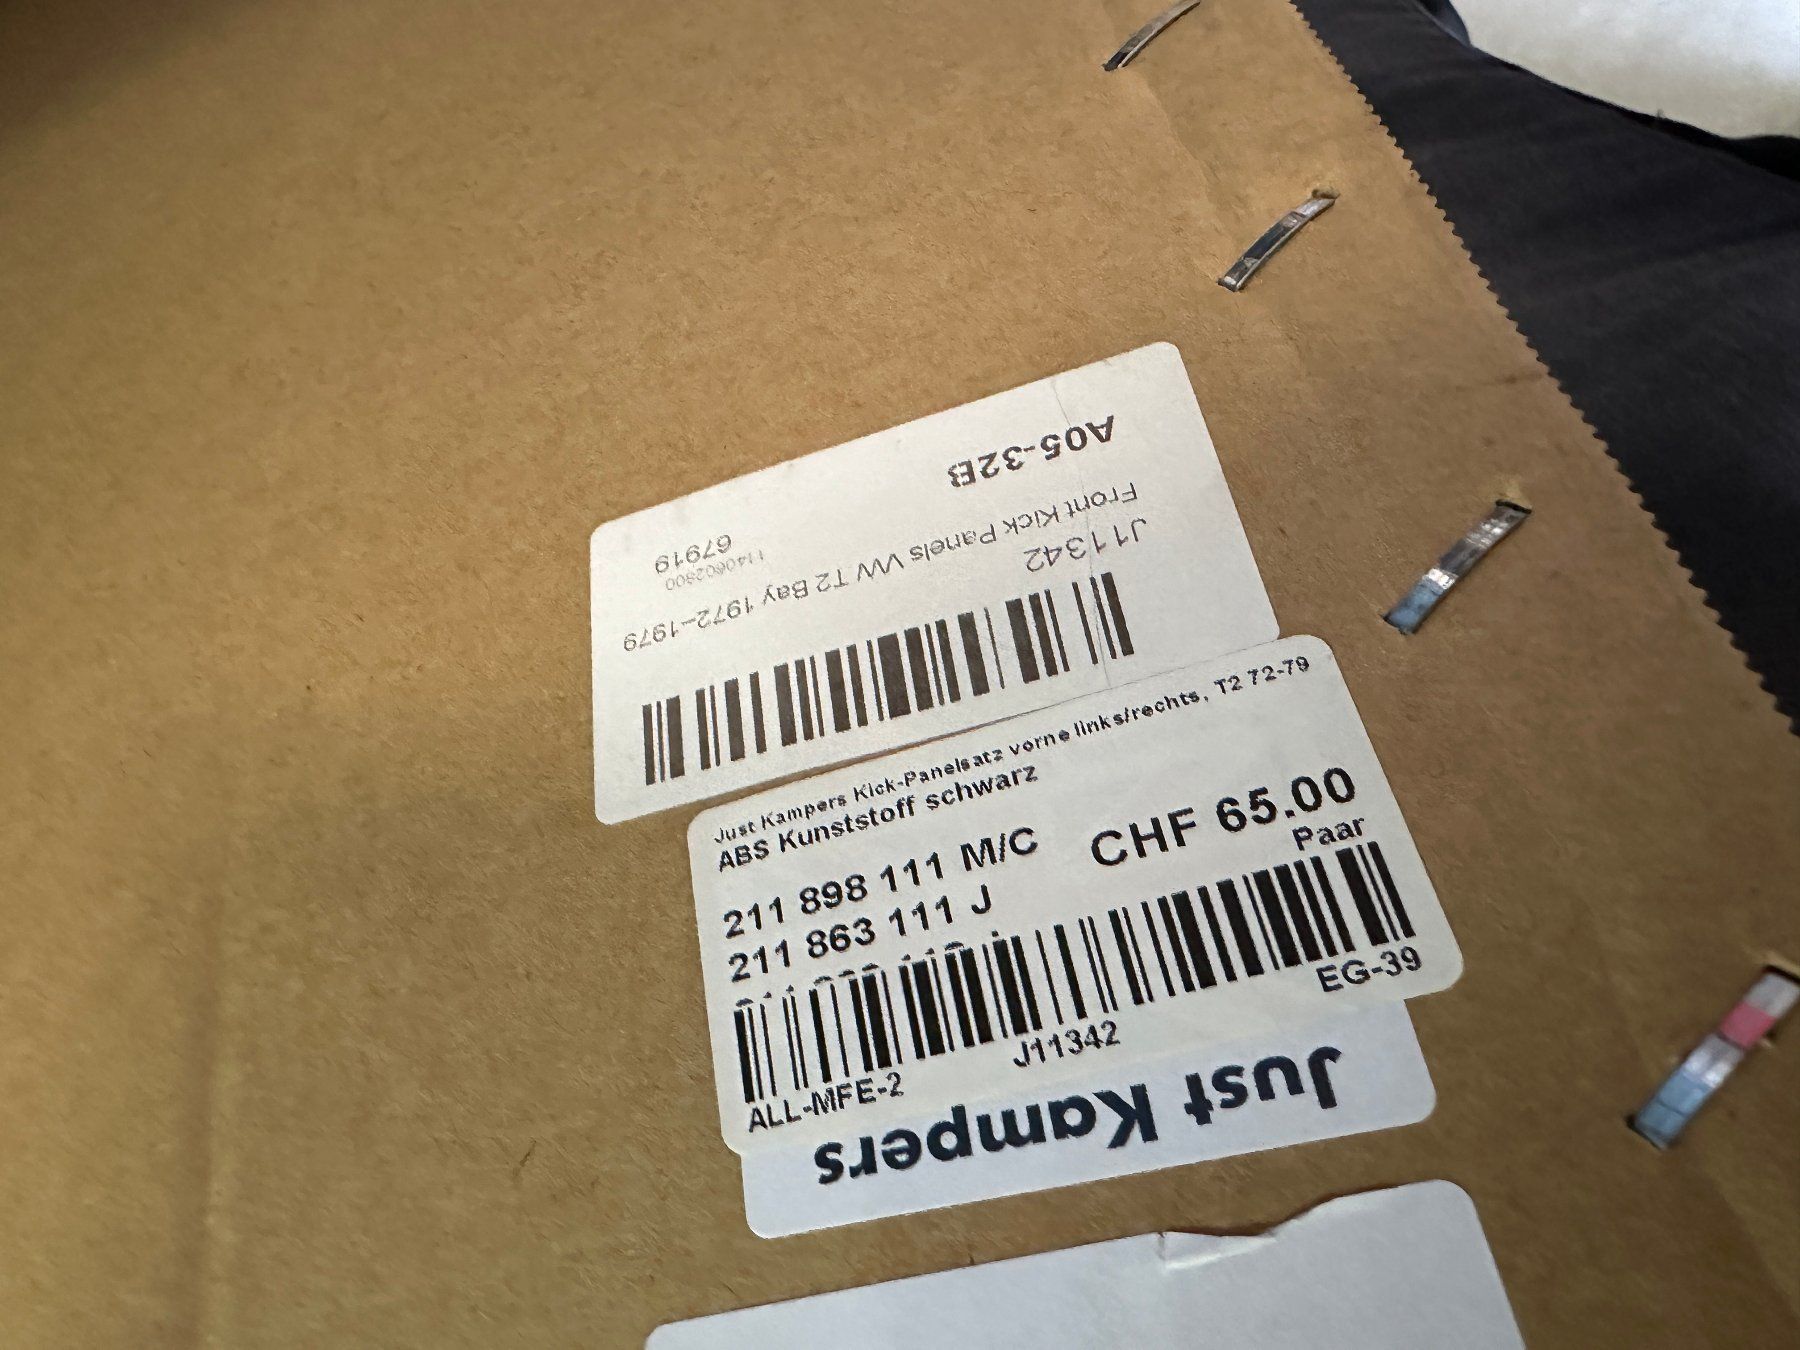 A05-32B
67919
Front Kick Panels VW T2 Bay 1972–1979
J11342
Just Kampers Kick-Panelsatz vorne links/rechts, T2 72-79
ABS Kunststoff schwarz
211 898 111 M/C
CHF 65.00
211 863 111 J
Paar
EG-39
J11342
ALL-MFE-2
Just Kampers